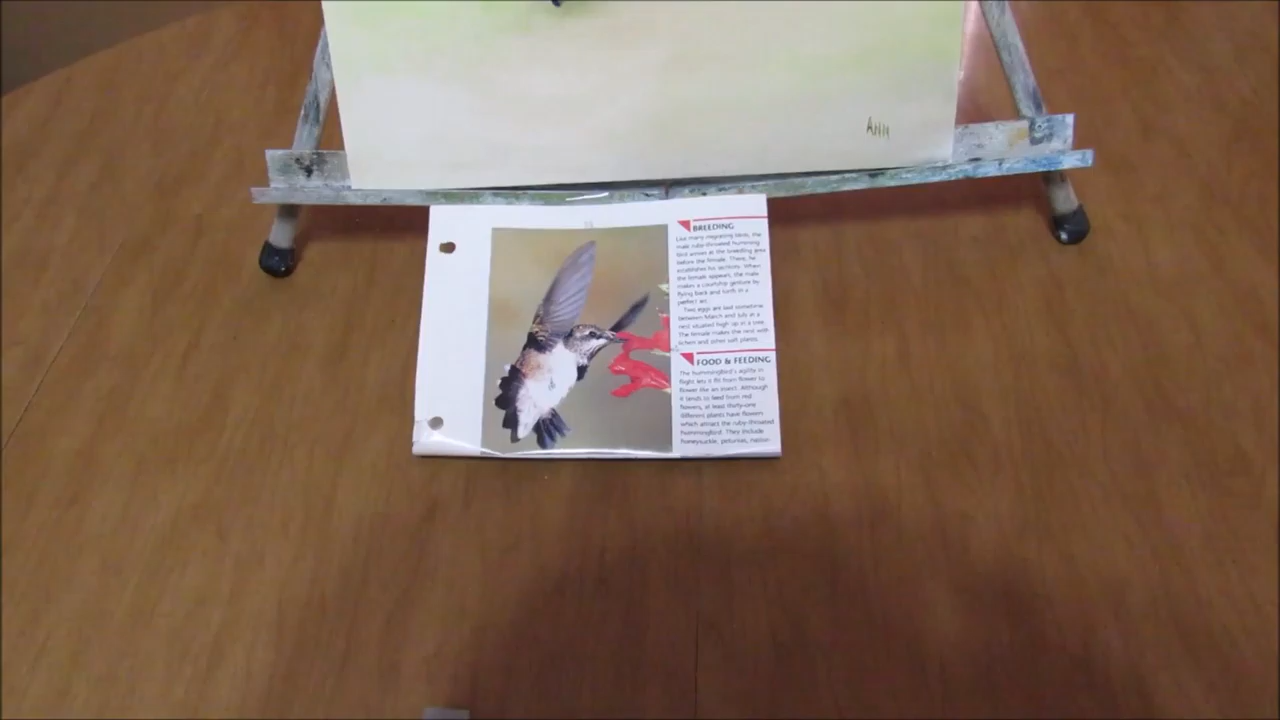 ANN
BREEDING
Like many migrating birds, the
male ruby-throated humming
bird arrives at the breeding area
before the female. There, he
establishes his territory. When
the female appears, the male
makes a courtship gesture by
flying back and forth in a
perfect arc.
Two eggs are laid sometime
between March and July in a
nest situated high up in a tree.
The female makes the nest with
lichen and other soft plants.
FOOD & FEEDING
The hummingbird's agility in
flight lets it flit from flower to
flower like an insect. Although
it tends to feed from red
flowers, at least thirty-one
different plants have flowers
which attract the ruby-throated
hummingbird. They include
honeysuckle, petunias, nastur-